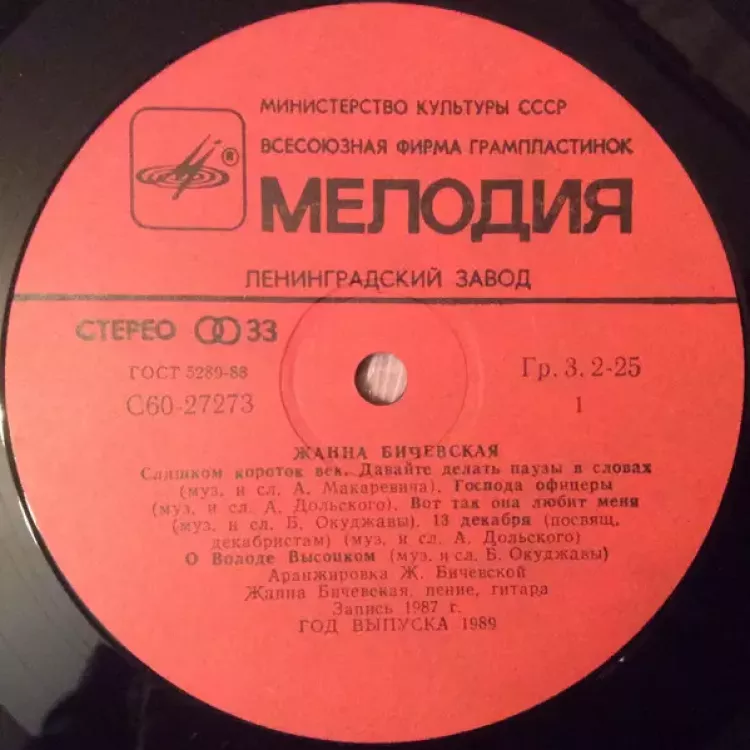 МИНИСТЕРСТВО КУЛЬТУРЫ СССР
ВСЕСОЮЗНАЯ ФИРМА ГРАМПЛАСТИНОК
®
МЕЛОДИЯ
ЛЕНИНГРАДСКИЙ ЗАВОД
СТЕРЕО 33
ГОСТ 5289-88
Гр. 3. 2-25
С60-27273
1
ЖАННА БИЧЕВСКАЯ
Слишком короток век. Давайте делать паузы в словах
(муз. и сл. А. Макаревича). Господа офицеры
(муз. и сл. А. Дольского). Вот так она любит меня
(муз. и сл. Б. Окуджавы). 13 декабря (посвящ.
декабристам) (муз. и сл. А. Дольского)
О Володе Высоцком (муз. и сл. Б. Окуджавы)
Аранжировка Ж. Бичевской
Жанна Бичевская, пение, гитара
Запись 1987 г.
ГОД ВЫПУСКА 1989